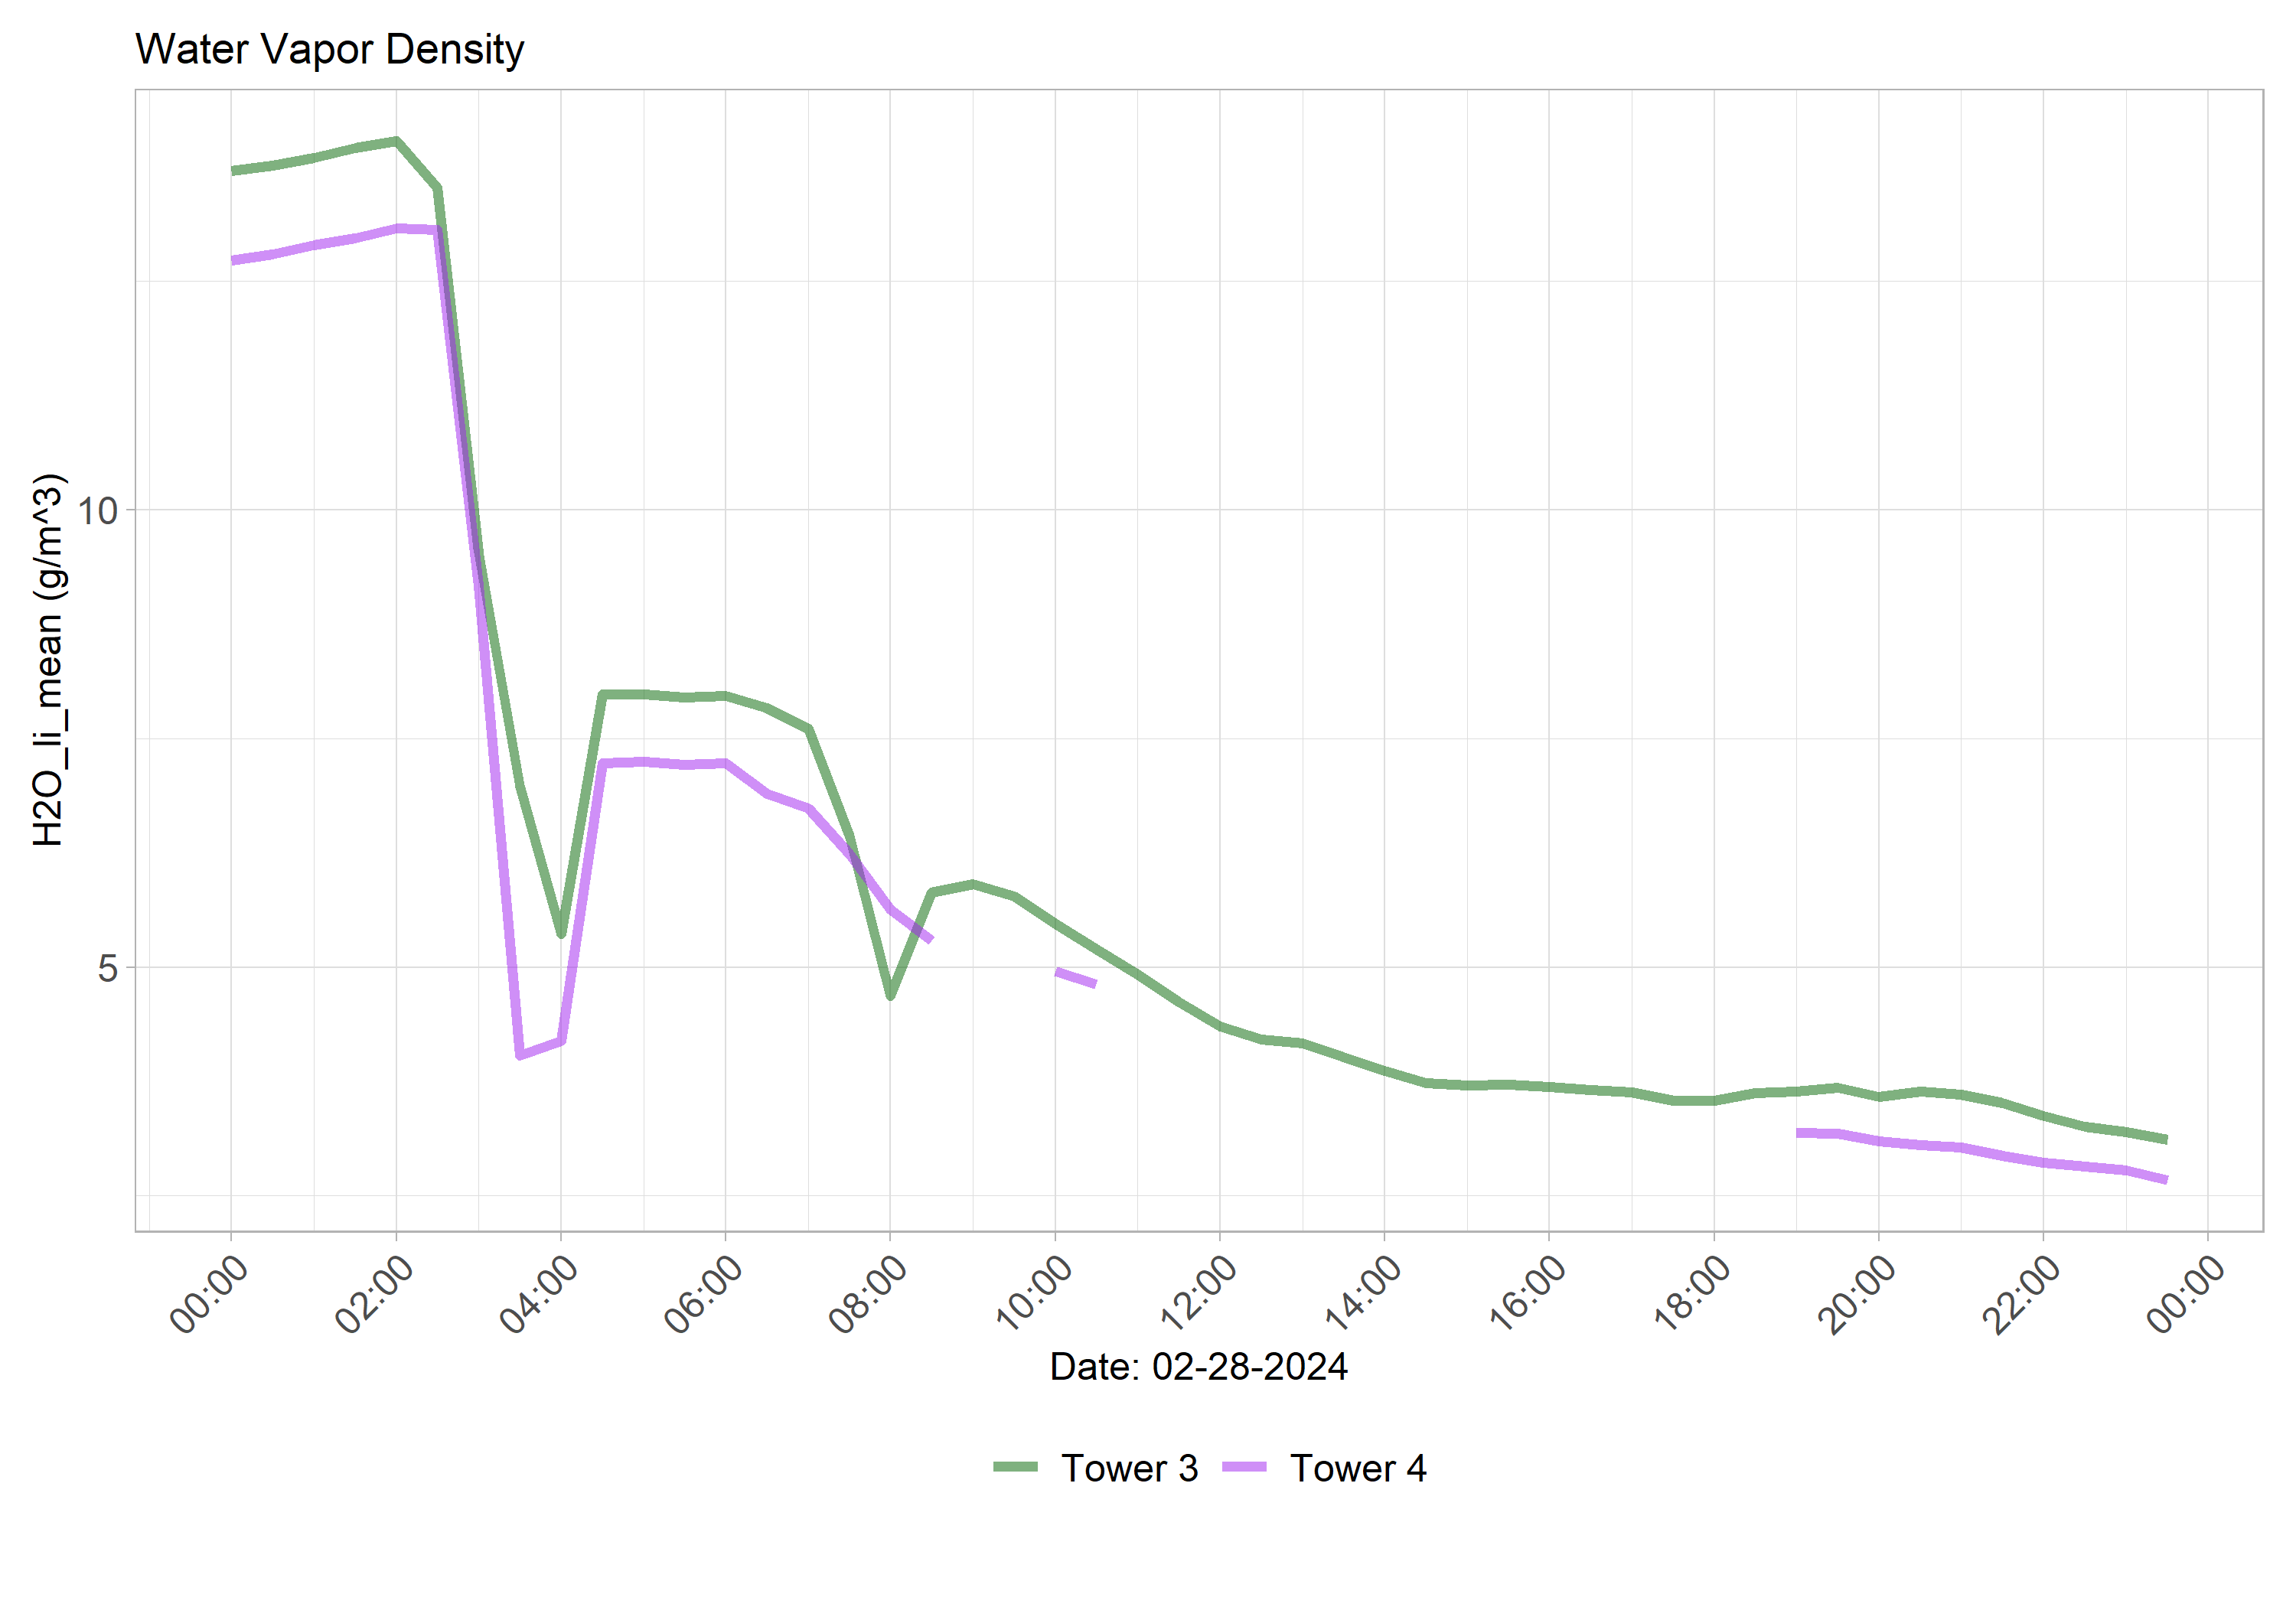 Water Vapor Density
H2O_li_mean (g/m^3)
10
5
00:00 02:00 04:00 06:00 08:00 10:00 12:00 14:00 16:00 18:00 20:00 22:00 00:00
Date: 02-28-2024
Tower 3 Tower 4